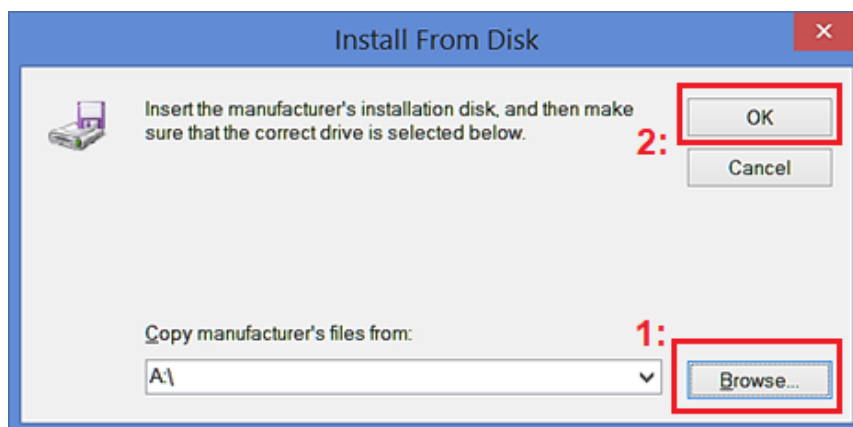 Install From Disk
Insert the manufacturer's installation disk, and then make
sure that the correct drive is selected below.
2:
OK
Cancel
Copy manufacturer's files from:
1:
A:\
Browse...